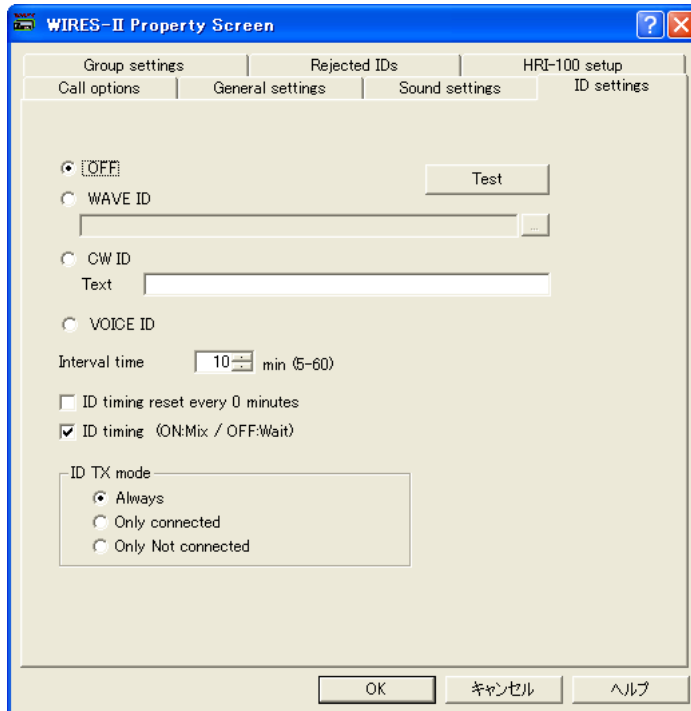 WIRES-II Property Screen
Group settings Rejected IDs HRI-100 setup
Call options General settings Sound settings ID settings
OFF
Test
WAVE ID
...
CW ID
Text
VOICE ID
Interval time 10 min (5-60)
ID timing reset every 0 minutes
ID timing (ON:Mix / OFF:Wait)
ID TX mode
Always
Only connected
Only Not connected
OK キャンセル ヘルプ